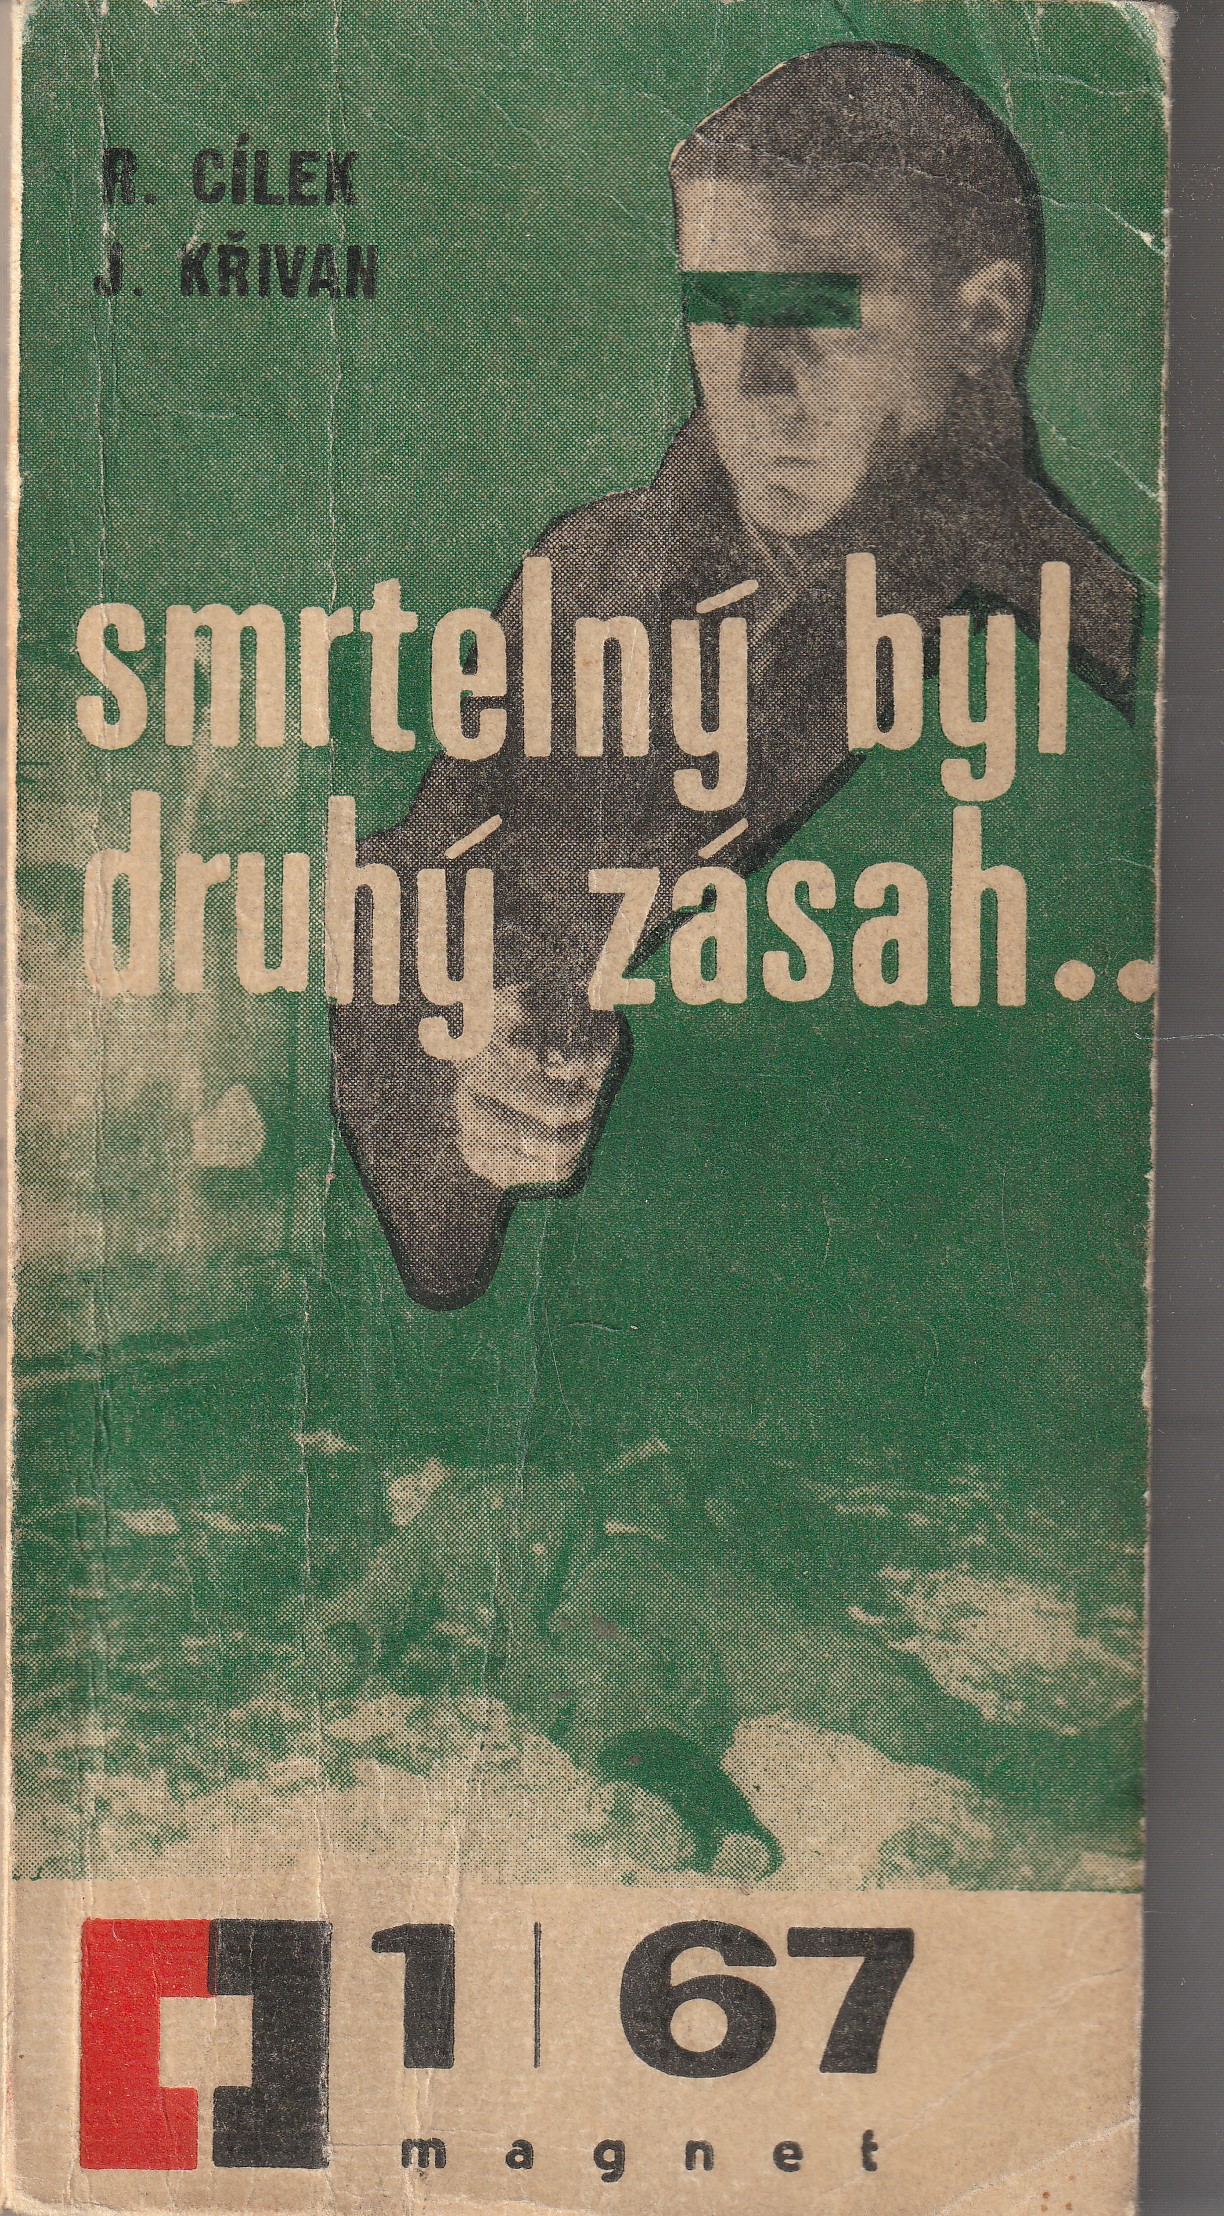 R. CÍLEK
J. KŘIVAN
smrtelný byl
druhý zásah..
1 | 67
magnet